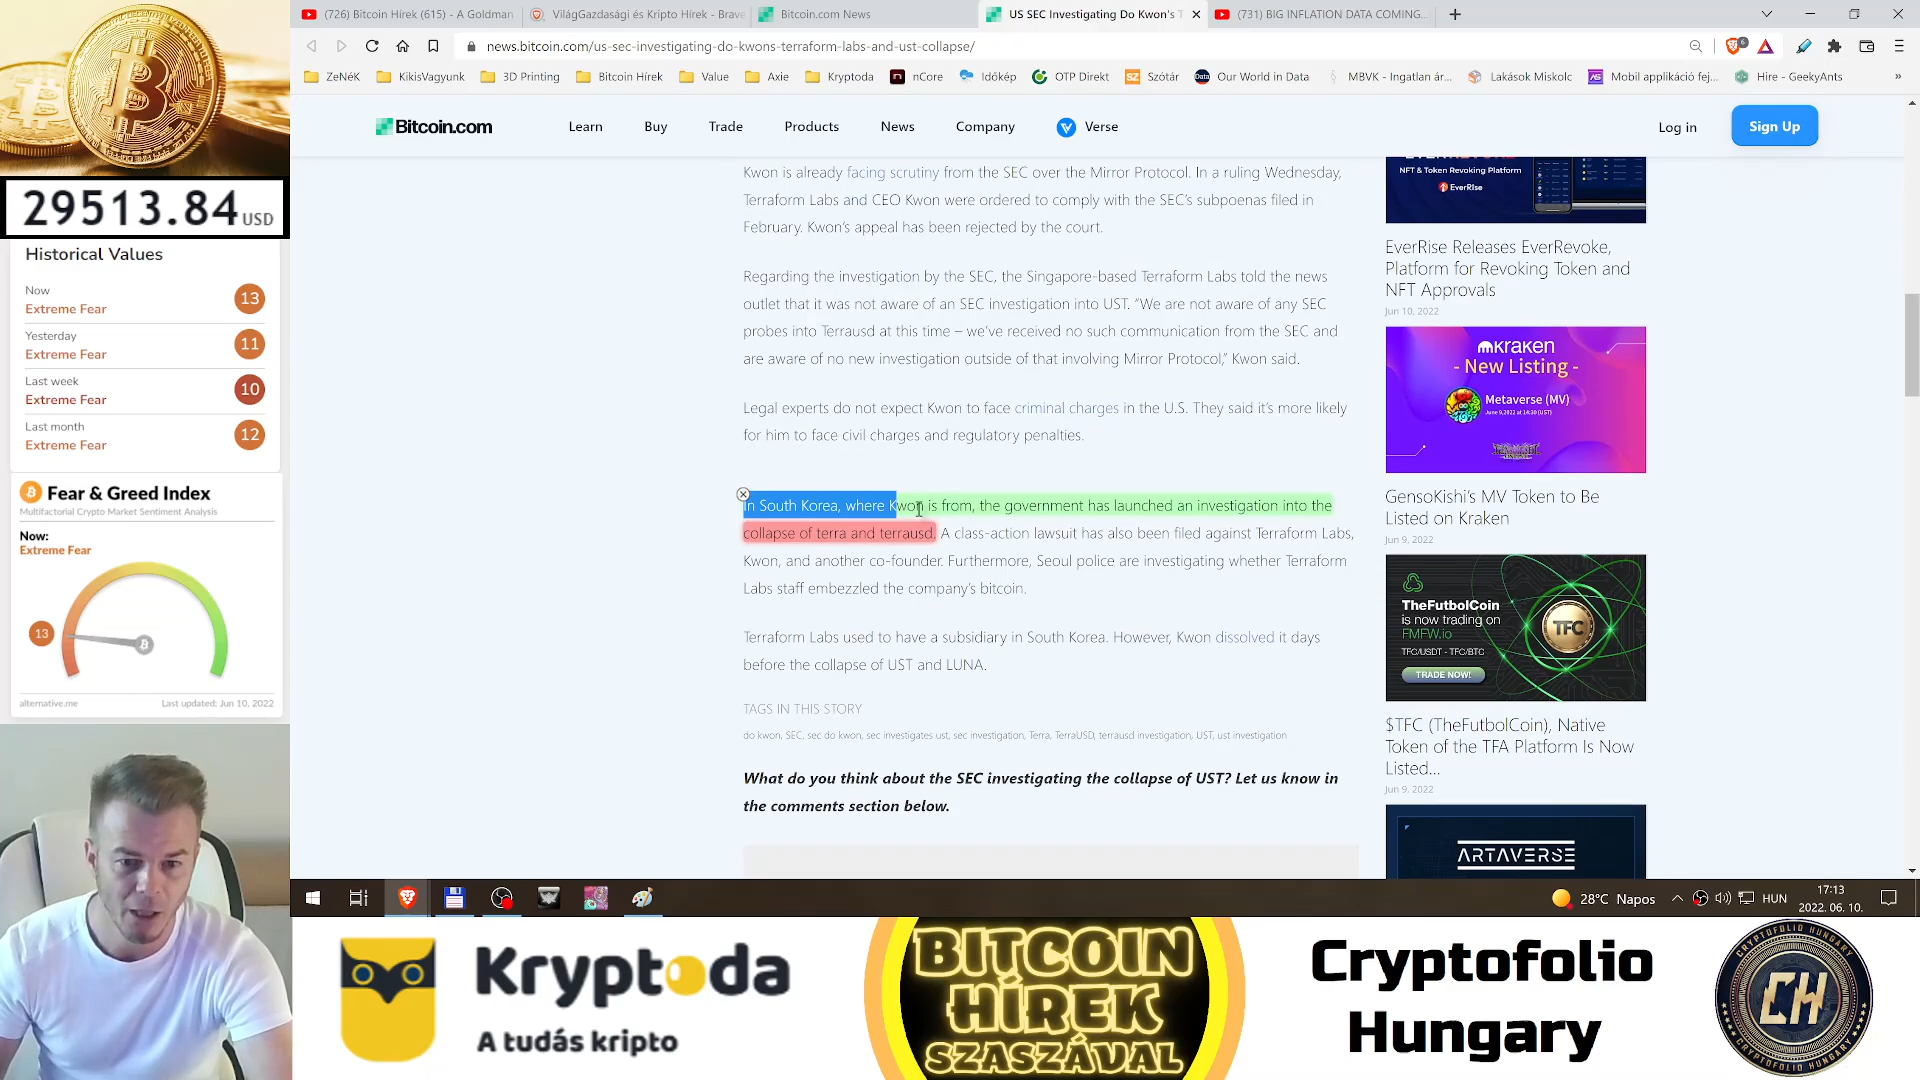 (726) Bitcoin Hírek (615) - A Goldman
VilágGazdasági és Kripto Hírek - Brave
Bitcoin.com News
US SEC Investigating Do Kwon's T
(731) BIG INFLATION DATA COMING...
news.bitcoin.com/us-sec-investigating-do-kwons-terraform-labs-and-ust-collapse/
6
ZeNéK
KikisVagyunk
3D Printing
Bitcoin Hírek
Value
Axie
Kryptoda
nCore
Időkép
OTP Direkt
SZ
Szótár
Our World in Data
MBVK - Ingatlan ár...
Lakások Miskolc
Mobil applikáció fej...
Hire - GeekyAnts
Bitcoin.com
Learn
Buy
Trade
Products
News
Company
Verse
Log in
Sign Up
29513.84 USD
Historical Values
Now
Extreme Fear
13
Yesterday
Extreme Fear
11
Last week
Extreme Fear
10
Last month
Extreme Fear
12
Fear & Greed Index
Multifactorial Crypto Market Sentiment Analysis
Now:
Extreme Fear
13
alternative.me
Last updated: Jun 10, 2022
Kwon is already facing scrutiny from the SEC over the Mirror Protocol. In a ruling Wednesday,
Terraform Labs and CEO Kwon were ordered to comply with the SEC's subpoenas filed in
February. Kwon's appeal has been rejected by the court.
Regarding the investigation by the SEC, the Singapore-based Terraform Labs told the news
outlet that it was not aware of an SEC investigation into UST. “We are not aware of any SEC
probes into Terrausd at this time – we've received no such communication from the SEC and
are aware of no new investigation outside of that involving Mirror Protocol,” Kwon said.
Legal experts do not expect Kwon to face criminal charges in the U.S. They said it's more likely
for him to face civil charges and regulatory penalties.
In South Korea, where Kwon is from, the government has launched an investigation into the
collapse of terra and terrausd. A class-action lawsuit has also been filed against Terraform Labs,
Kwon, and another co-founder. Furthermore, Seoul police are investigating whether Terraform
Labs staff embezzled the company's bitcoin.
Terraform Labs used to have a subsidiary in South Korea. However, Kwon dissolved it days
before the collapse of UST and LUNA.
TAGS IN THIS STORY
do kwon, SEC, sec do kwon, sec investigates ust, sec investigation, Terra, TerraUSD, terrausd investigation, UST, ust investigation
What do you think about the SEC investigating the collapse of UST? Let us know in
the comments section below.
NFT & Token Revoking Platform
EverRise
EverRise Releases EverRevoke,
Platform for Revoking Token and
NFT Approvals
Jun 10, 2022
kraken
- New Listing -
Metaverse (MV)
June 9,2022 at 14:30 (UST)
GensoKishi's MV Token to Be
Listed on Kraken
Jun 9, 2022
TheFutbolCoin
is now trading on
FMFW.io
TFC/USDT - TFC/BTC
TRADE NOW!
TFC
$TFC (TheFutbolCoin), Native
Token of the TFA Platform Is Now
Listed...
Jun 9, 2022
ARTAVERSE
28°C Napos
HUN
17:13
2022. 06. 10.
Kryptoda
A tudás kripto
BITCOIN
HÍREK
SZASZÁVAL
Cryptofolio
Hungary
CRYPTOFOLIO HUNGARY
CH